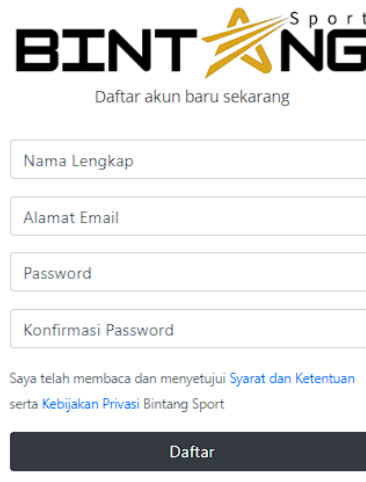 Sport
BINTANG
Daftar akun baru sekarang
Nama Lengkap
Alamat Email
Password
Konfirmasi Password
Saya telah membaca dan menyetujui Syarat dan Ketentuan
serta Kebijakan Privasi Bintang Sport
Daftar